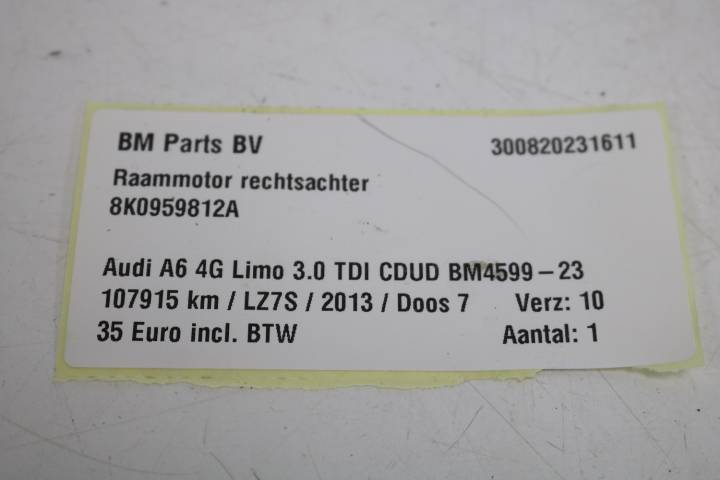 BM Parts BV 300820231611
Raammotor rechtsachter
8K0959812A
Audi A6 4G Limo 3.0 TDI CDUD BM4599-23
107915 km / LZ7S / 2013 / Doos 7 Verz: 10
35 Euro incl. BTW Aantal: 1